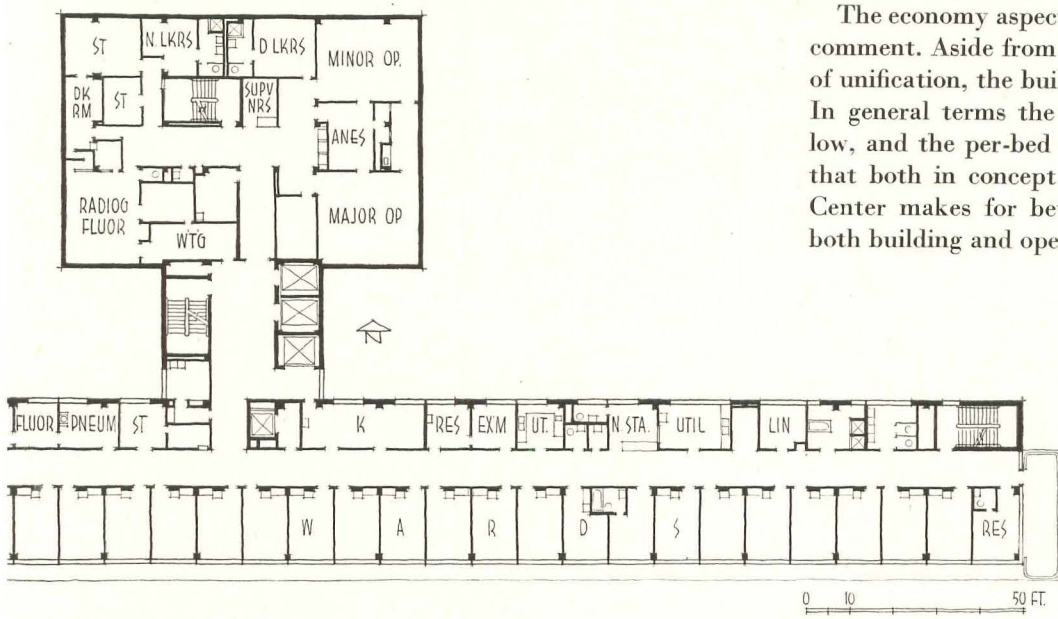 The economy aspec
comment. Aside from
of unification, the bui
In general terms the
low, and the per-bed
that both in concept
Center makes for be
both building and ope
ST
N. LKRS
D LKRS
MINOR OP.
DK
RM
ST
SUPV
NRS
ANES
RADIOG
FLUOR
WTG
MAJOR OP
N
FLUOR
PNEUM
ST
K
RES
EXM
UT.
N. STA.
UTIL
LIN
W A R D S
RES
0 10 50 FT.